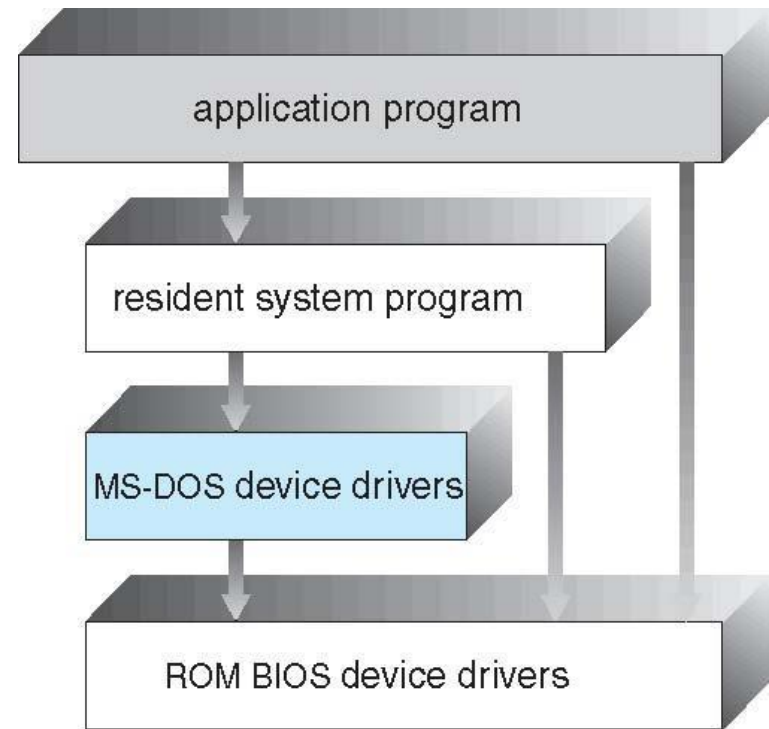 application program
resident system program
MS-DOS device drivers
ROM BIOS device drivers